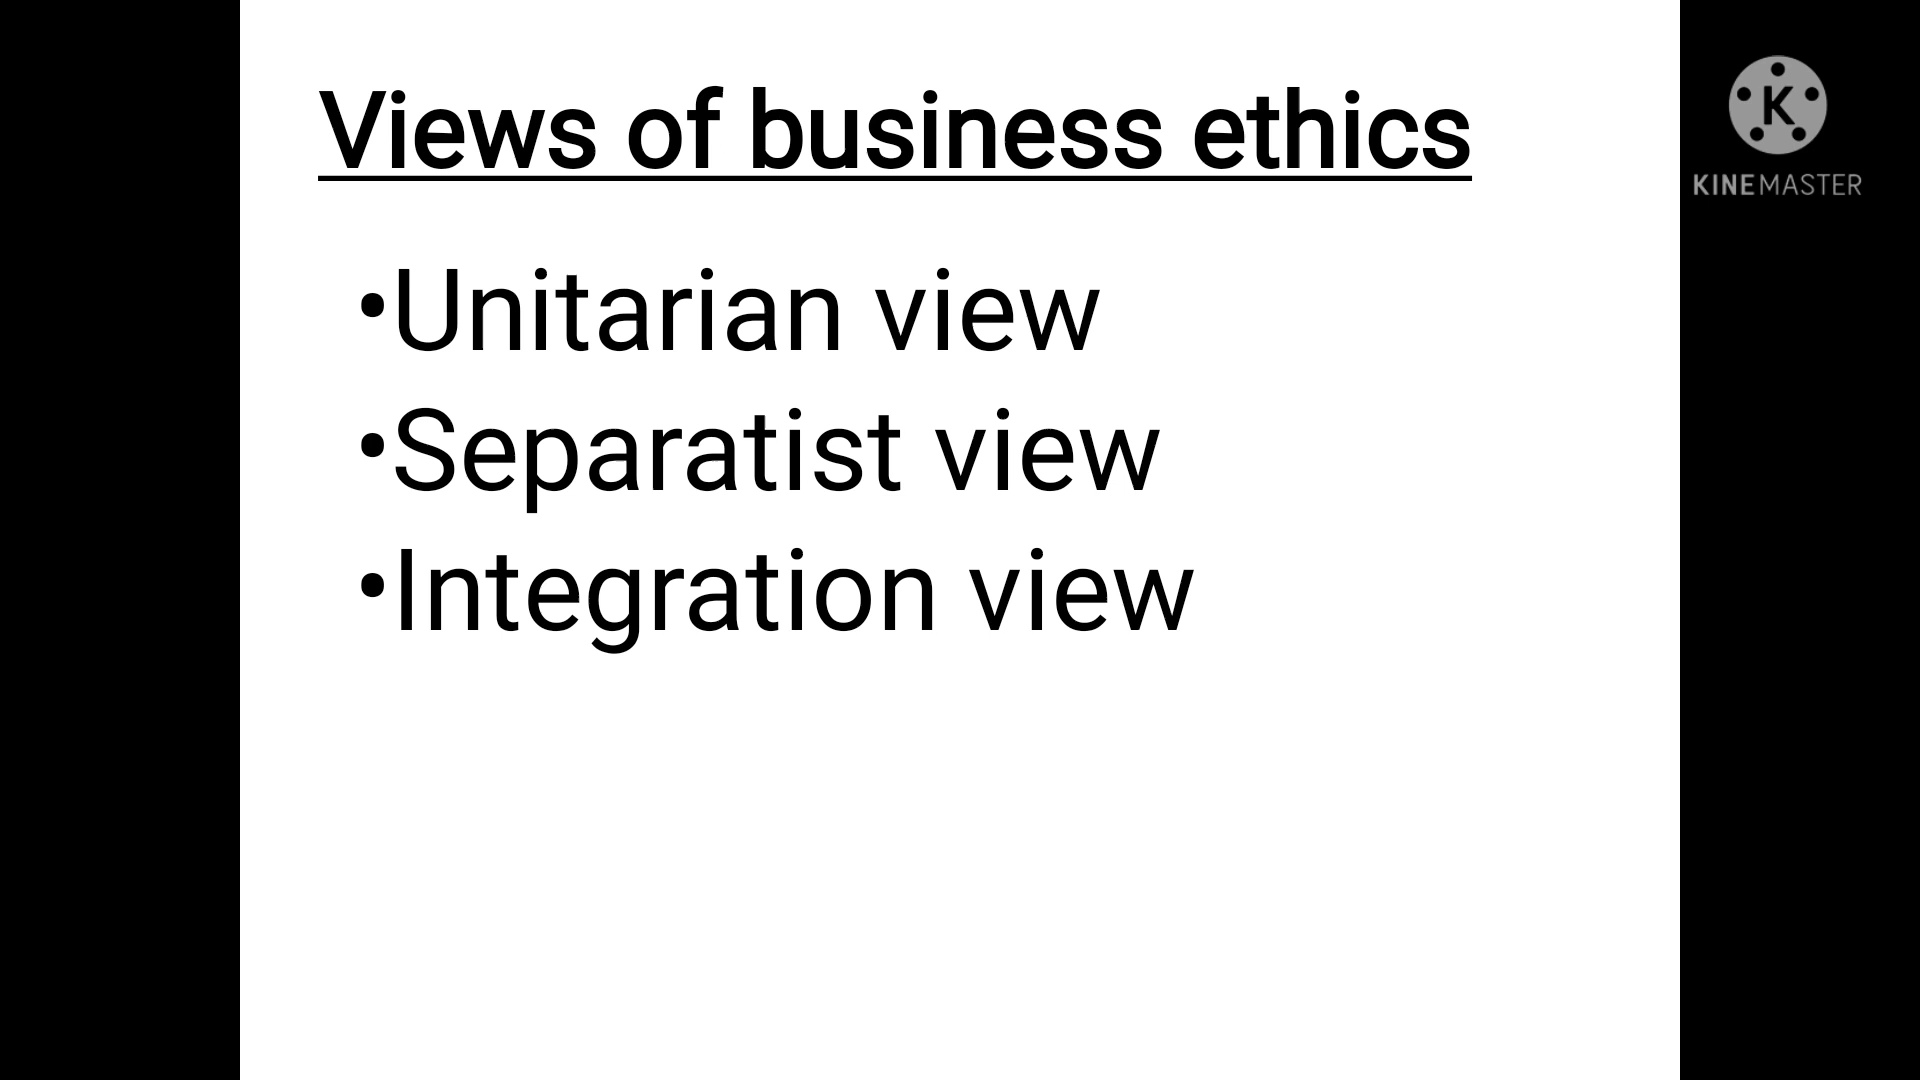 Views of business ethics
•Unitarian view
•Separatist view
•Integration view
K
KINEMASTER